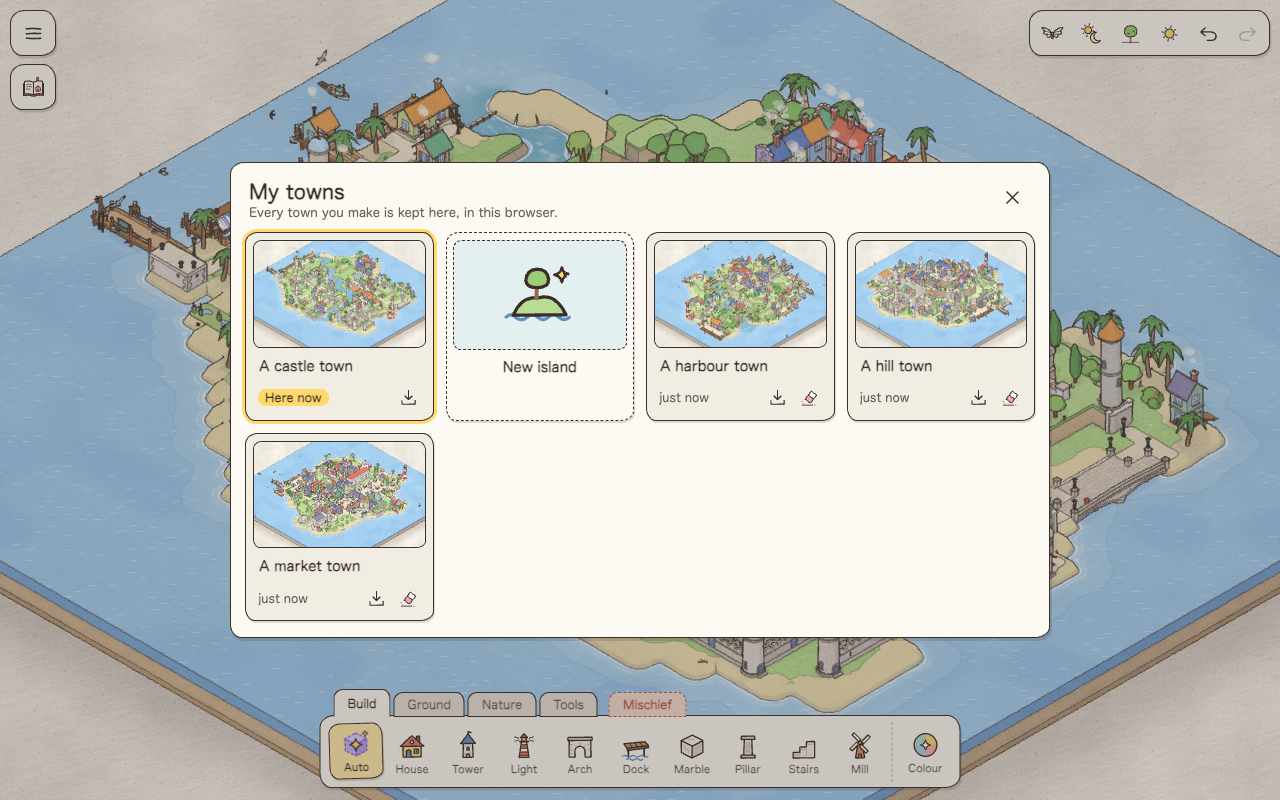 My towns
Every town you make is kept here, in this browser.
A castle town
Here now
New island
A harbour town
just now
A hill town
just now
A market town
just now
Build
Ground
Nature
Tools
Mischief
Auto
House
Tower
Light
Arch
Dock
Marble
Pillar
Stairs
Mill
Colour